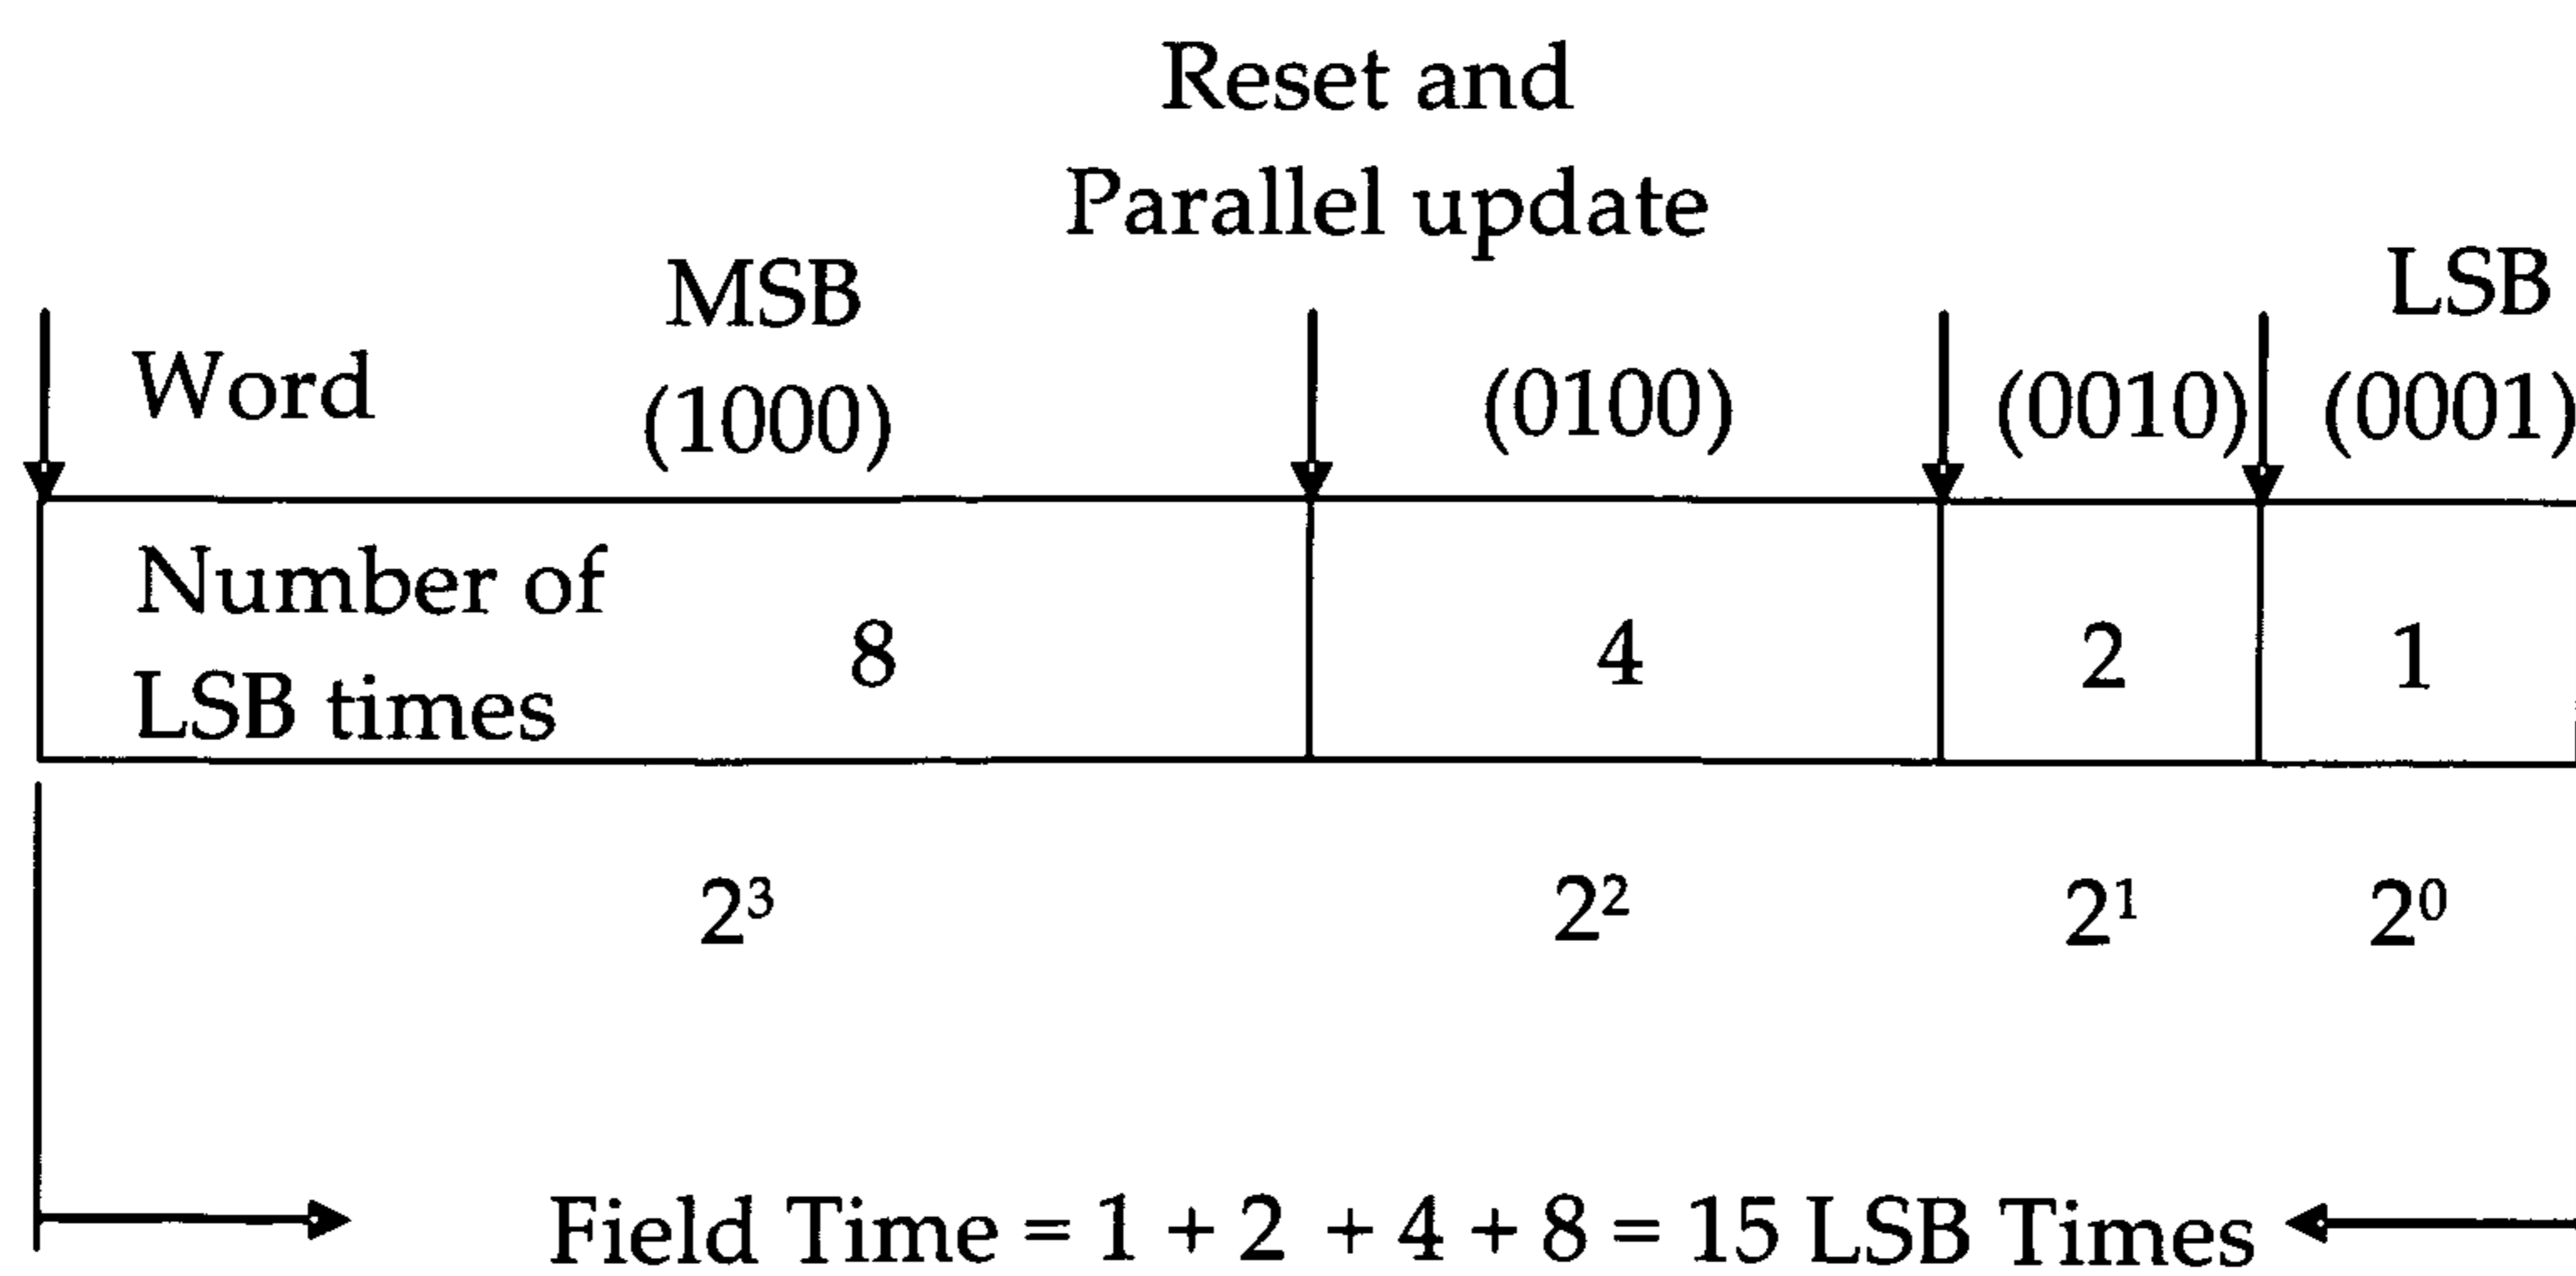 Reset and
Parallel update
MSB
LSB
Word
(1000)
(0100)
(0010)
(0001)
Number of
LSB times
8
4
2
1
2³
2²
2¹
2⁰
Field Time = 1 + 2 + 4 + 8 = 15 LSB Times